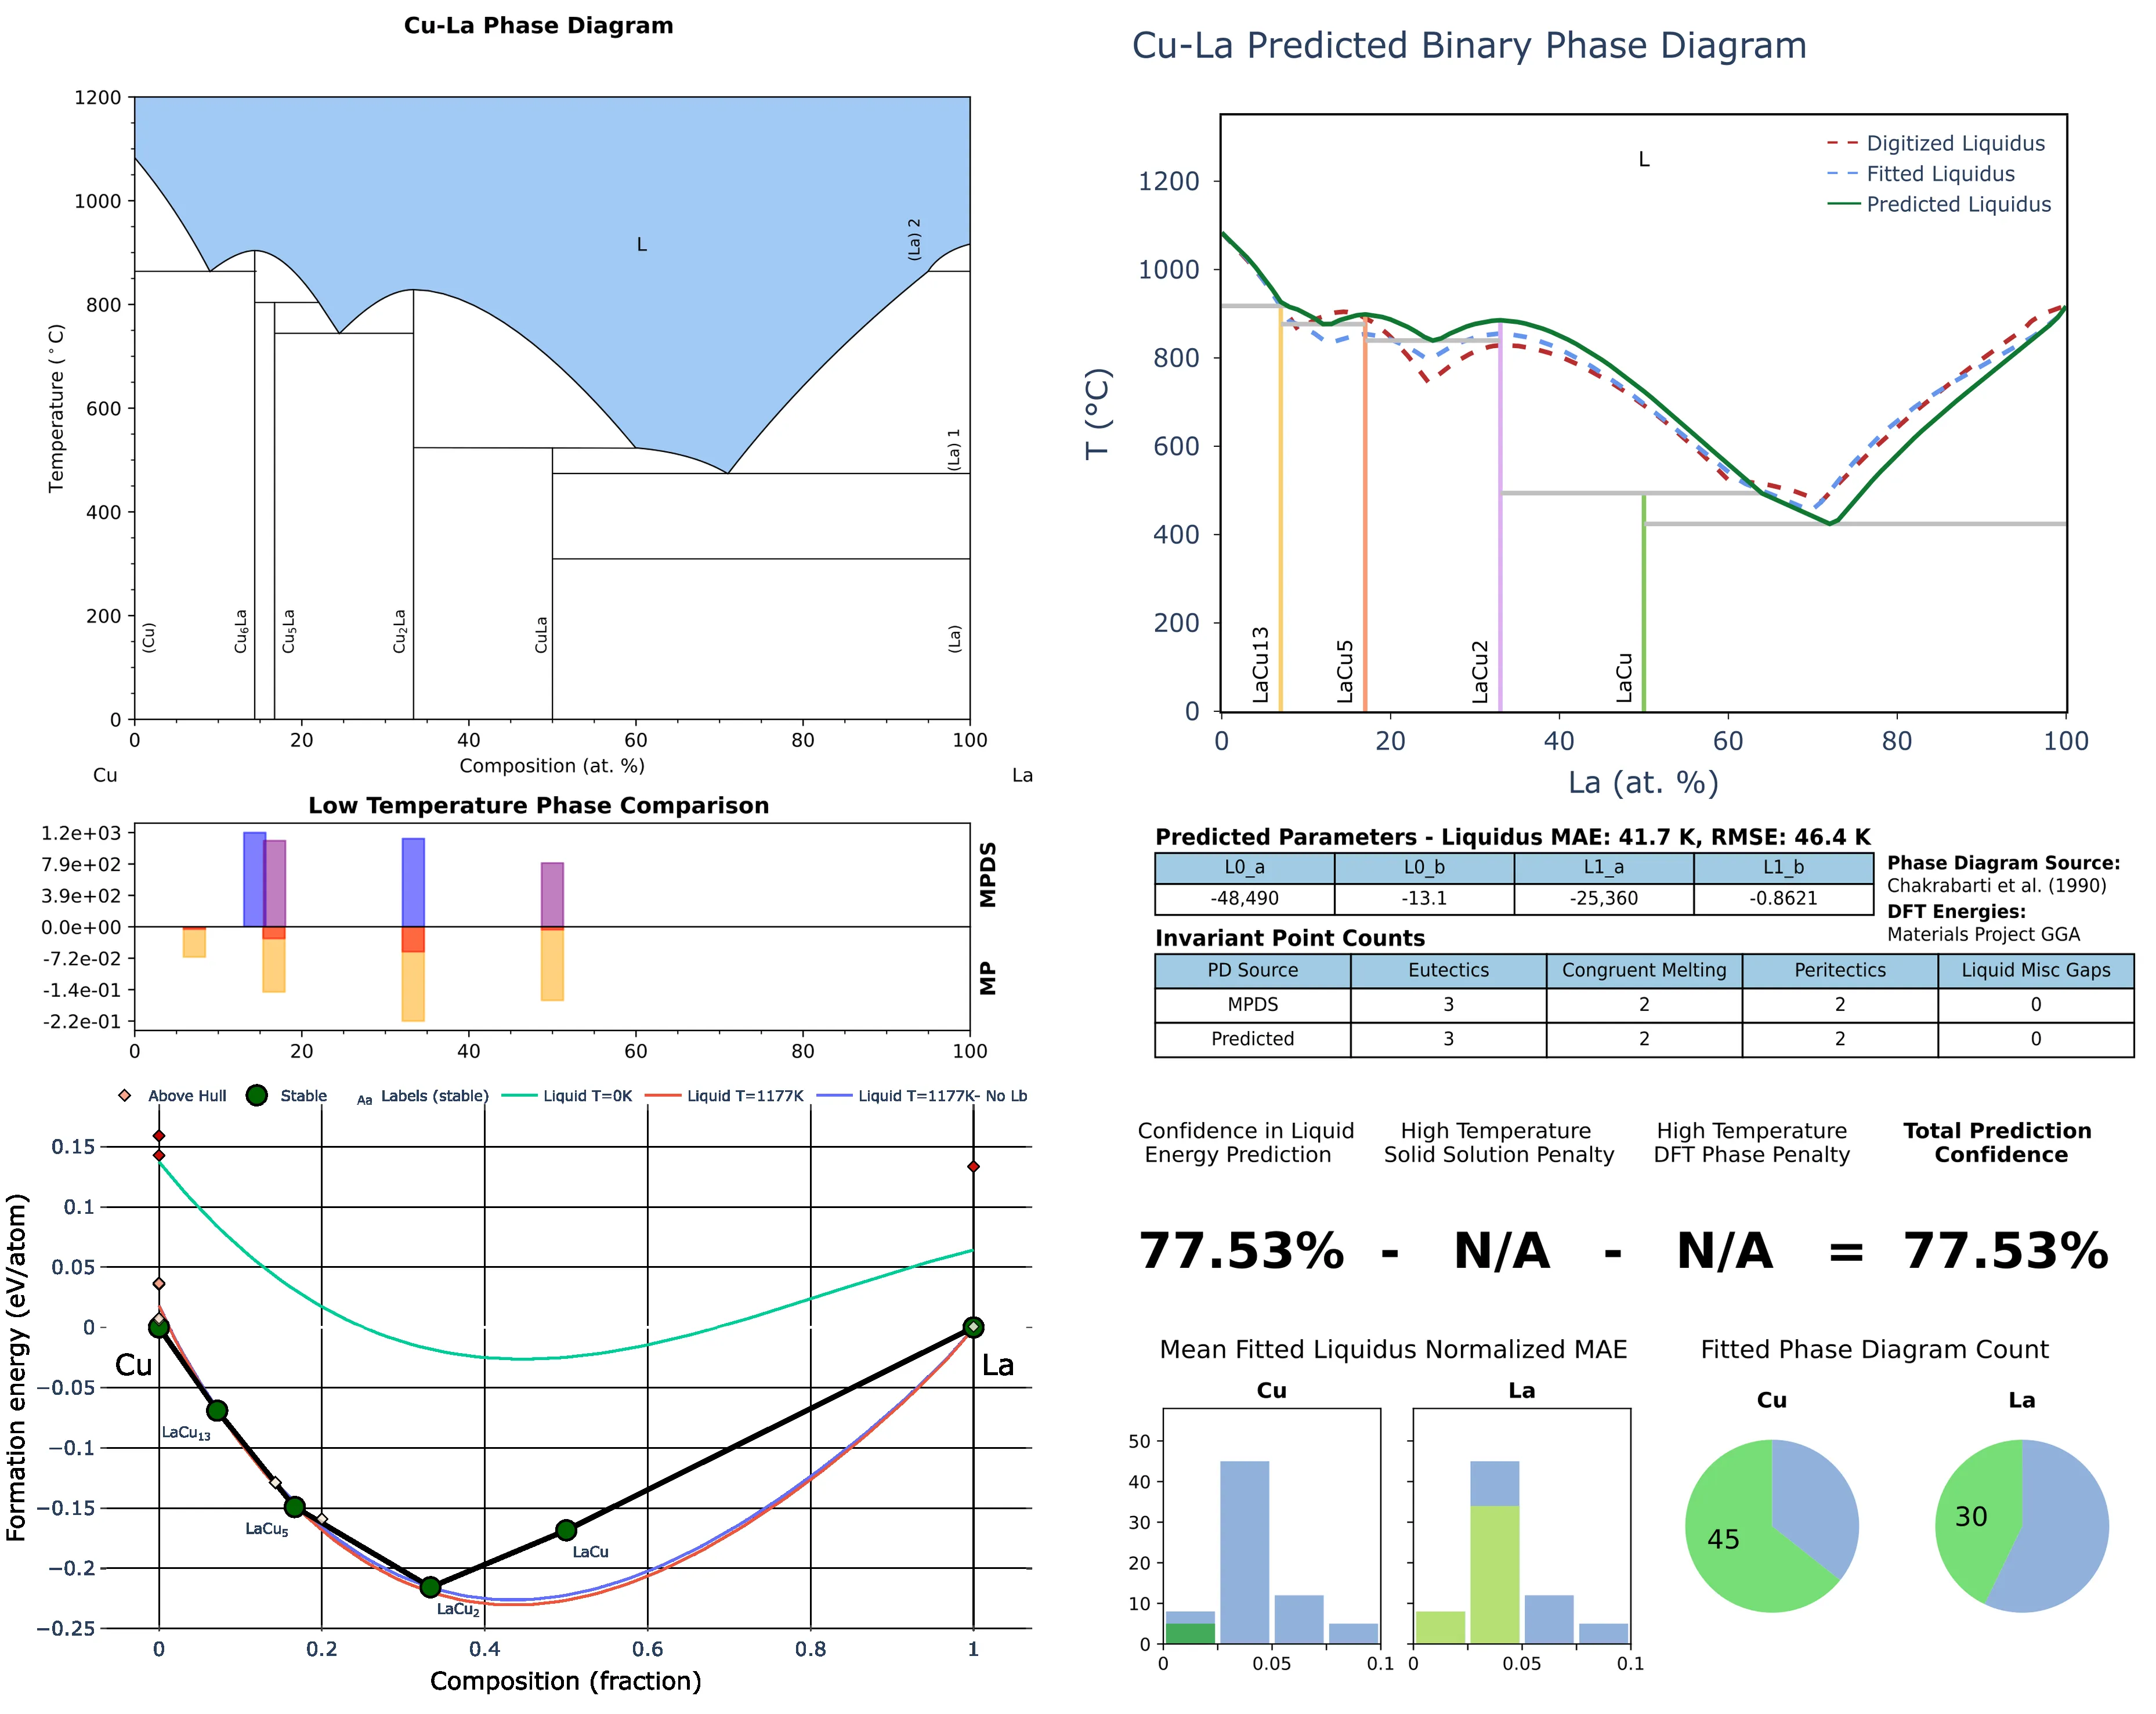 Cu-La Phase Diagram
1200
1000
800
600
400
200
0
Temperature (°C)
L
(La) 2
(La) 1
(Cu)
Cu6La
Cu5La
Cu2La
CuLa
(La)
0 20 40 60 80 100
Composition (at. %)
Cu La
Low Temperature Phase Comparison
1.2e+03
7.9e+02
3.9e+02
0.0e+00
-7.2e-02
-1.4e-01
-2.2e-01
MPDS
MP
0 20 40 60 80 100
Above Hull Stable Aa Labels (stable) Liquid T=0K Liquid T=1177K Liquid T=1177K- No Lb
0.15
0.1
0.05
0
−0.05
−0.1
−0.15
−0.2
−0.25
Formation energy (eV/atom)
Cu
La
LaCu13
LaCu5
LaCu2
LaCu
0 0.2 0.4 0.6 0.8 1
Composition (fraction)
Cu-La Predicted Binary Phase Diagram
L
Digitized Liquidus
Fitted Liquidus
Predicted Liquidus
1200
1000
800
600
400
200
0
T (°C)
LaCu13
LaCu5
LaCu2
LaCu
0 20 40 60 80 100
La (at. %)
Predicted Parameters - Liquidus MAE: 41.7 K, RMSE: 46.4 K
L0_a L0_b L1_a L1_b
-48,490 -13.1 -25,360 -0.8621
Phase Diagram Source:
Chakrabarti et al. (1990)
DFT Energies:
Materials Project GGA
Invariant Point Counts
PD Source Eutectics Congruent Melting Peritectics Liquid Misc Gaps
MPDS 3 2 2 0
Predicted 3 2 2 0
Confidence in Liquid
Energy Prediction
High Temperature
Solid Solution Penalty
High Temperature
DFT Phase Penalty
Total Prediction
Confidence
77.53% - N/A - N/A = 77.53%
Mean Fitted Liquidus Normalized MAE
Cu La
50
40
30
20
10
0
0 0.05 0.1
0 0.05 0.1
Fitted Phase Diagram Count
Cu La
45
30